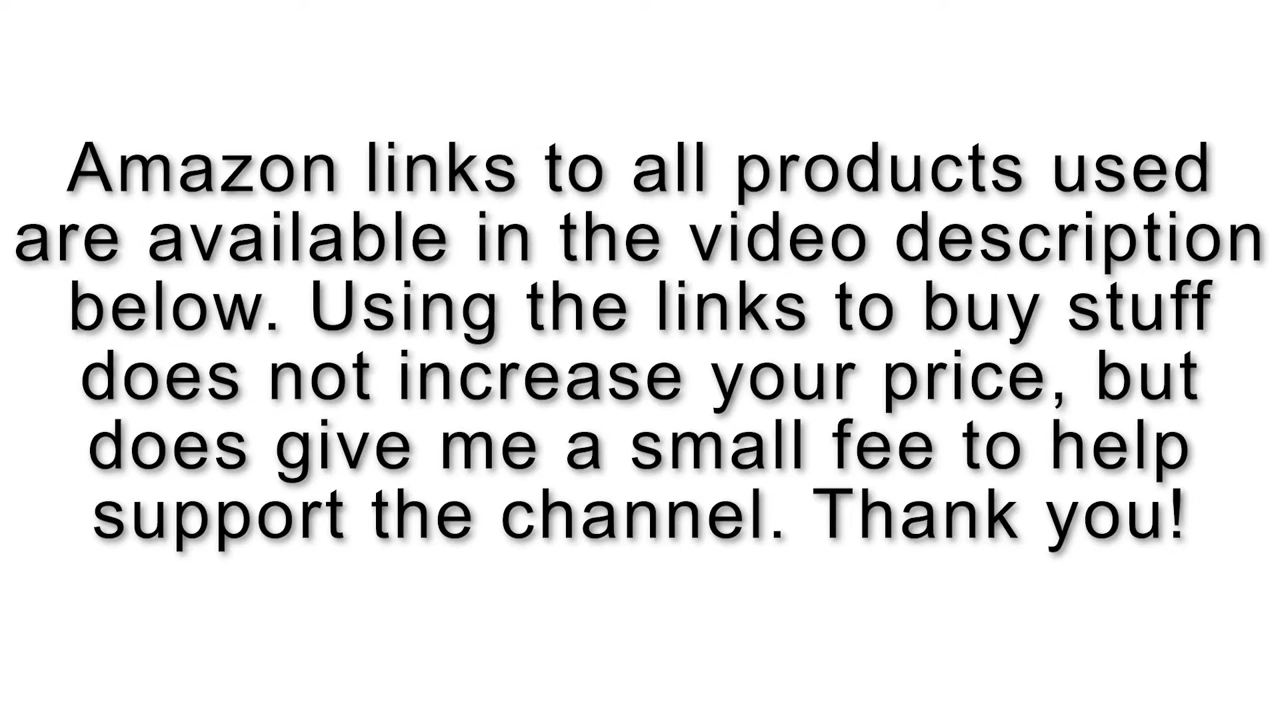 Amazon links to all products used
are available in the video description
below. Using the links to buy stuff
does not increase your price, but
does give me a small fee to help
support the channel. Thank you!